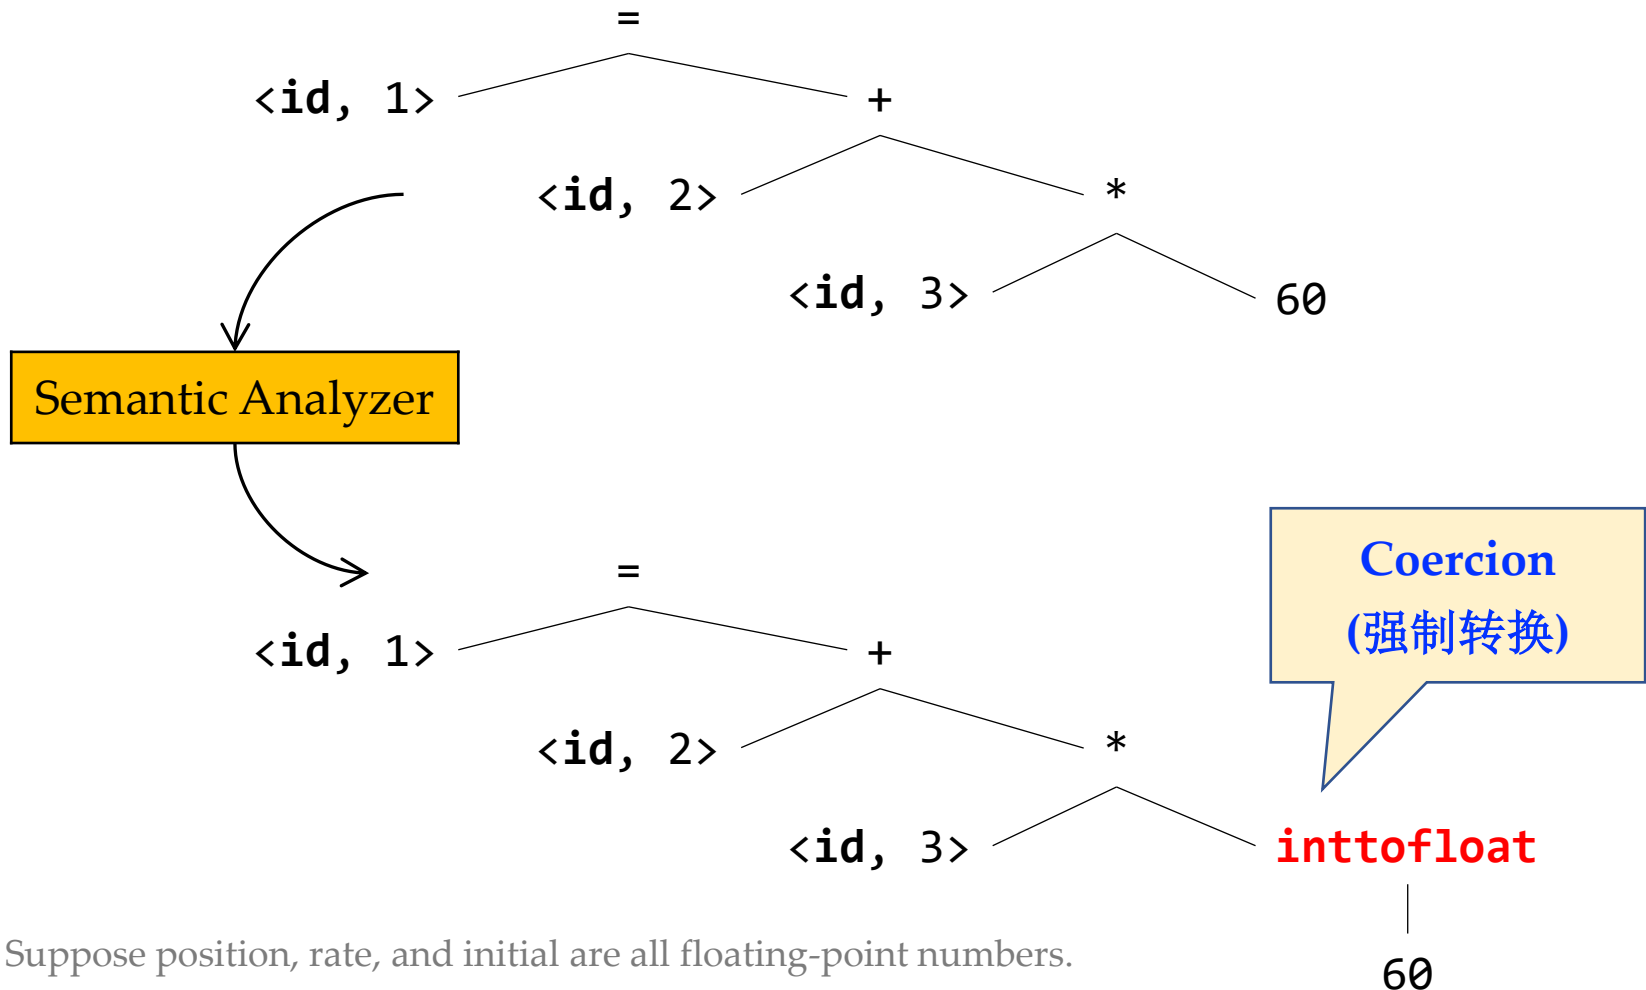 =
<id, 1>
+
<id, 2>
*
<id, 3>
60
Semantic Analyzer
=
<id, 1>
+
<id, 2>
*
<id, 3>
inttofloat
60
Coercion
(强制转换)
Suppose position, rate, and initial are all floating-point numbers.